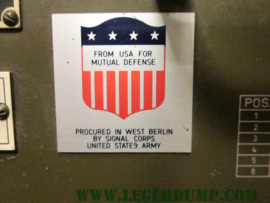 FROM USA FOR
MUTUAL DEFENSE
PROCURED IN WEST BERLIN
BY SIGNAL CORPS
UNITED STATES ARMY
POS
1
2
3
4
5
6
WWW.LEGERDUMP.COM